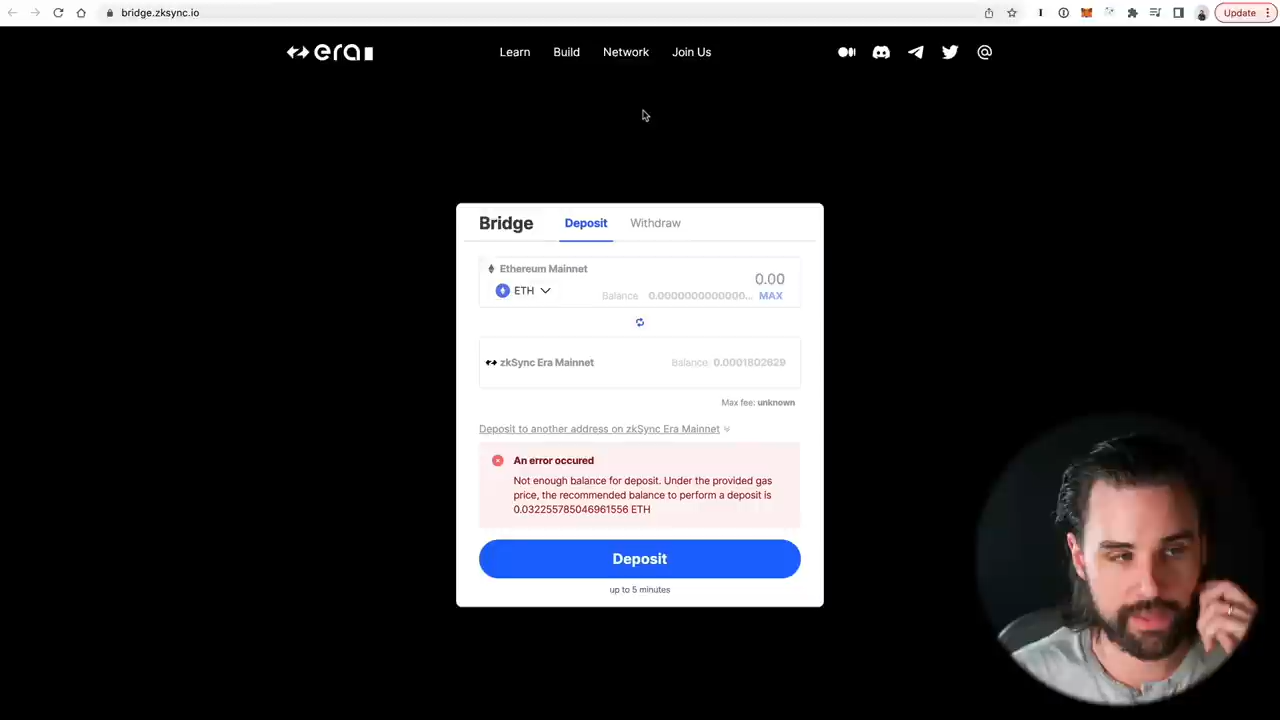 bridge.zksync.io
Update
era
Learn
Build
Network
Join Us
Bridge
Deposit
Withdraw
Ethereum Mainnet
0.00
ETH
Balance 0.0000000000000... MAX
zkSync Era Mainnet
Balance: 0.0001802629
Max fee: unknown
Deposit to another address on zkSync Era Mainnet
An error occured
Not enough balance for deposit. Under the provided gas
price, the recommended balance to perform a deposit is
0.032255785046961556 ETH
Deposit
up to 5 minutes